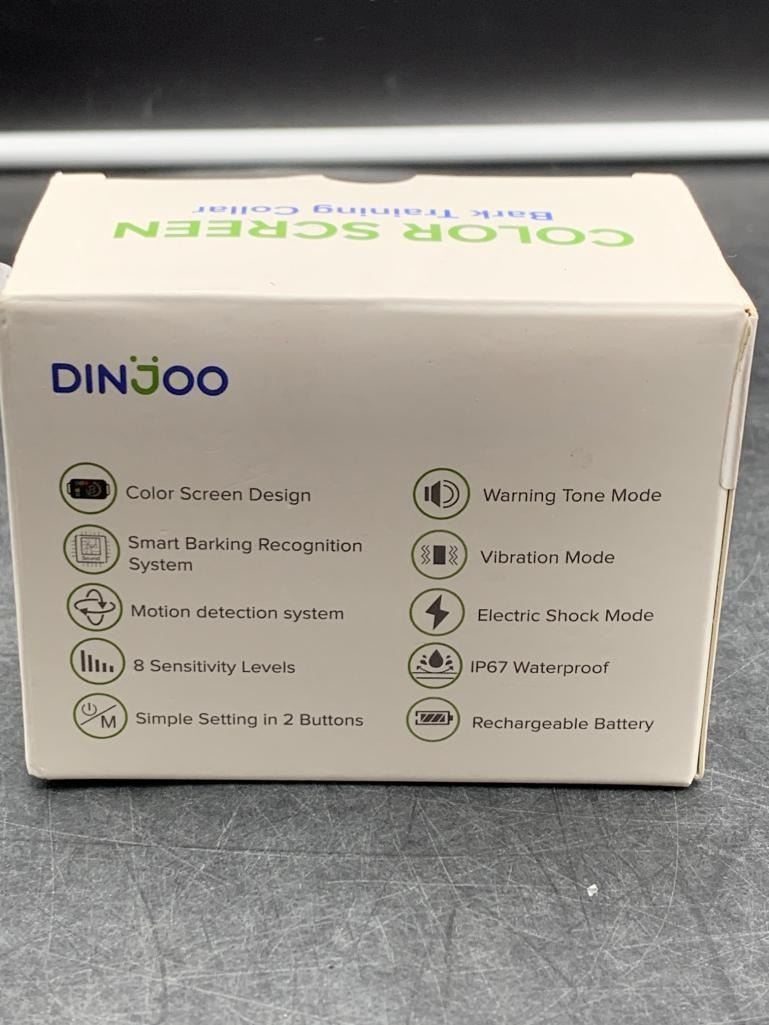 COLOR SCREEN
Bark Training Collar
DINJOO
Color Screen Design
Smart Barking Recognition
System
Motion detection system
8 Sensitivity Levels
M
Simple Setting in 2 Buttons
Warning Tone Mode
Vibration Mode
Electric Shock Mode
IP67 Waterproof
Rechargeable Battery